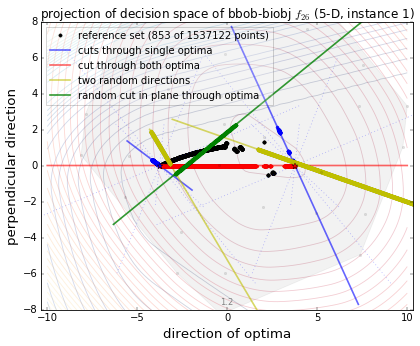 projection of decision space of bbob-biobj f₂₆ (5-D, instance 1)
reference set (853 of 1537122 points)
cuts through single optima
cut through both optima
two random directions
random cut in plane through optima
8
6
4
2
0
−2
−4
−6
−8
perpendicular direction
1.2
−10
−5
0
5
10
direction of optima